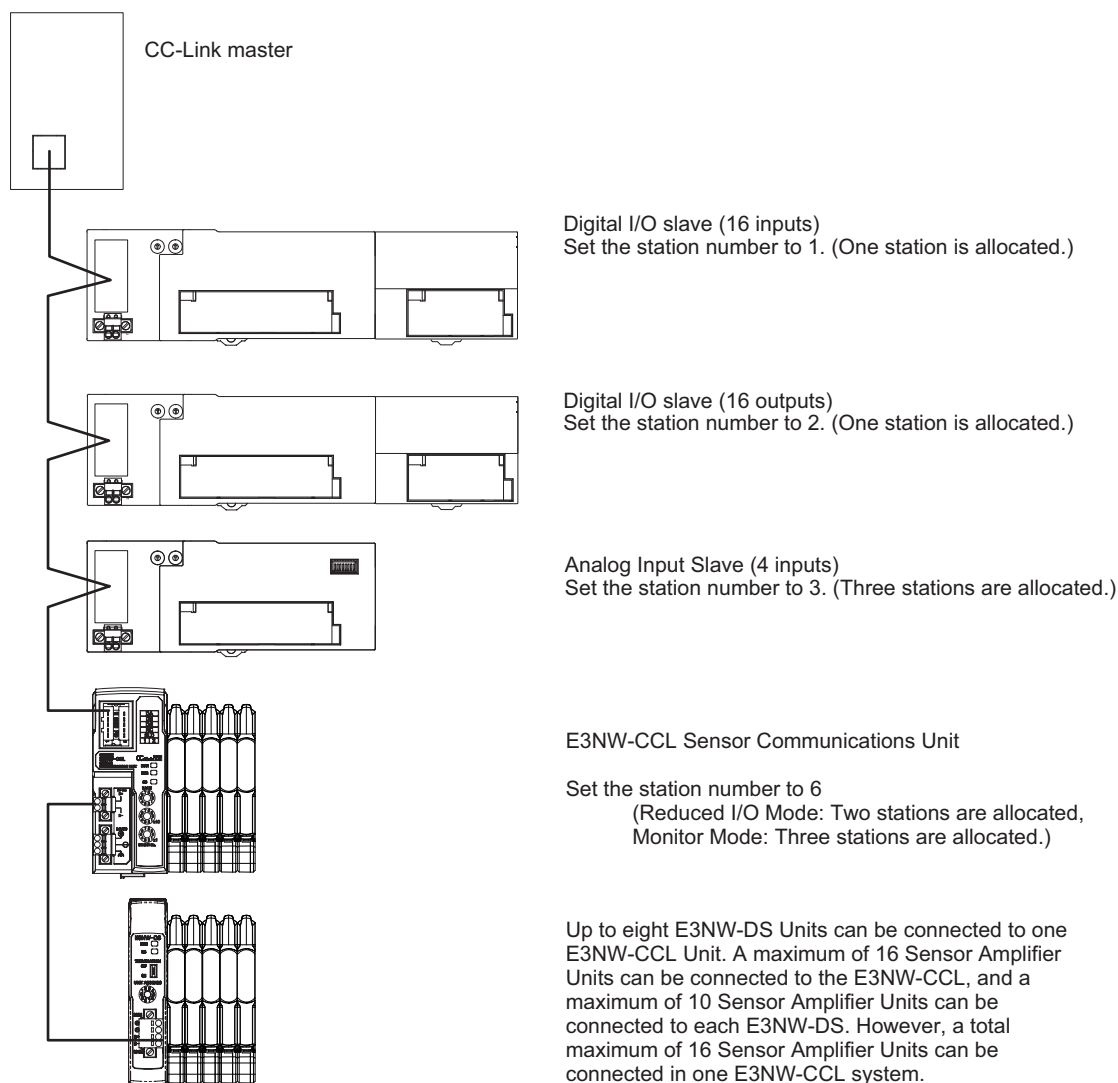 CC-Link master
Digital I/O slave (16 inputs)
Set the station number to 1. (One station is allocated.)
Digital I/O slave (16 outputs)
Set the station number to 2. (One station is allocated.)
Analog Input Slave (4 inputs)
Set the station number to 3. (Three stations are allocated.)
E3NW-CCL Sensor Communications Unit
Set the station number to 6
(Reduced I/O Mode: Two stations are allocated,
Monitor Mode: Three stations are allocated.)
Up to eight E3NW-DS Units can be connected to one
E3NW-CCL Unit. A maximum of 16 Sensor Amplifier
Units can be connected to the E3NW-CCL, and a
maximum of 10 Sensor Amplifier Units can be
connected to each E3NW-DS. However, a total
maximum of 16 Sensor Amplifier Units can be
connected in one E3NW-CCL system.